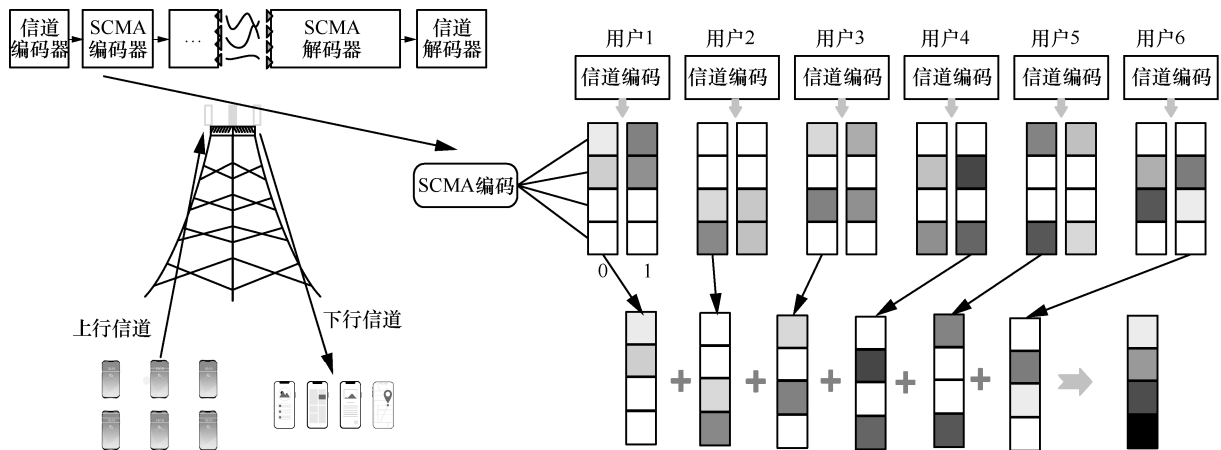 信道
编码器
SCMA
编码器
...
SCMA
解码器
信道
解码器
用户1
用户2
用户3
用户4
用户5
用户6
信道编码
信道编码
信道编码
信道编码
信道编码
信道编码
SCMA编码
0
1
上行信道
下行信道
+
+
+
+
+